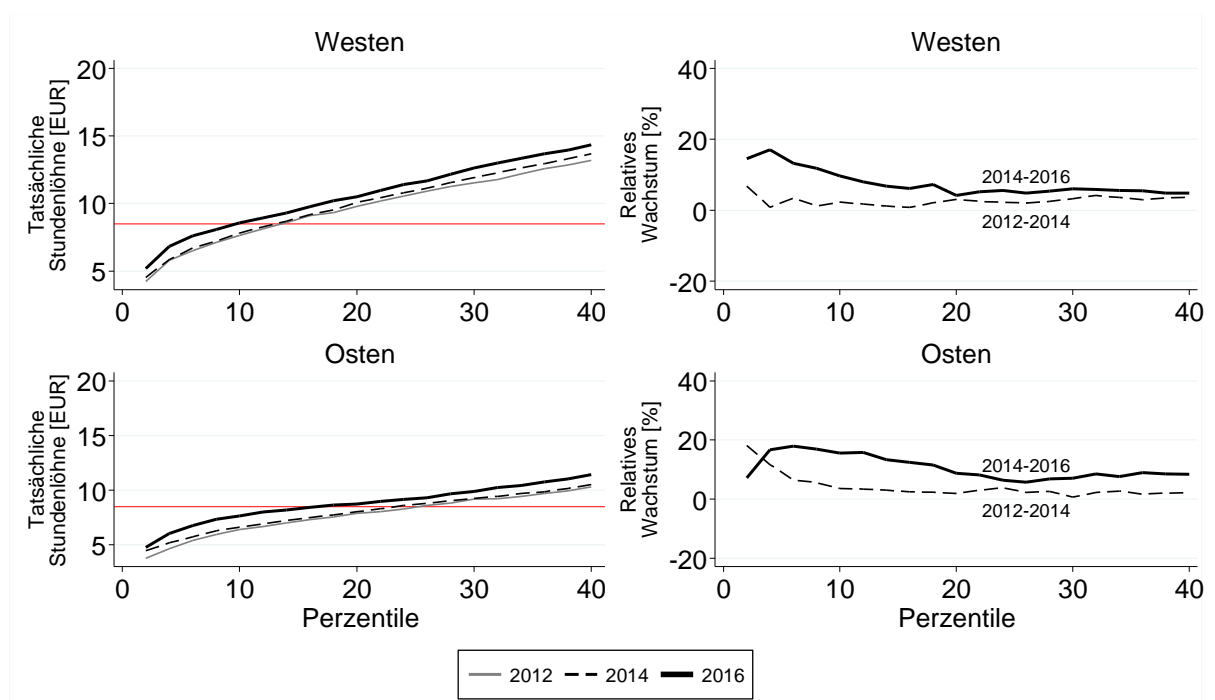 Westen
Tatsächliche
Stundenlöhne [EUR]
20
15
10
5
0 10 20 30 40
Westen
Relatives
Wachstum [%]
40
20
0
-20
2014-2016
2012-2014
0 10 20 30 40
Osten
Tatsächliche
Stundenlöhne [EUR]
20
15
10
5
0 10 20 30 40
Perzentile
Osten
Relatives
Wachstum [%]
40
20
0
-20
2014-2016
2012-2014
0 10 20 30 40
Perzentile
2012 2014 2016